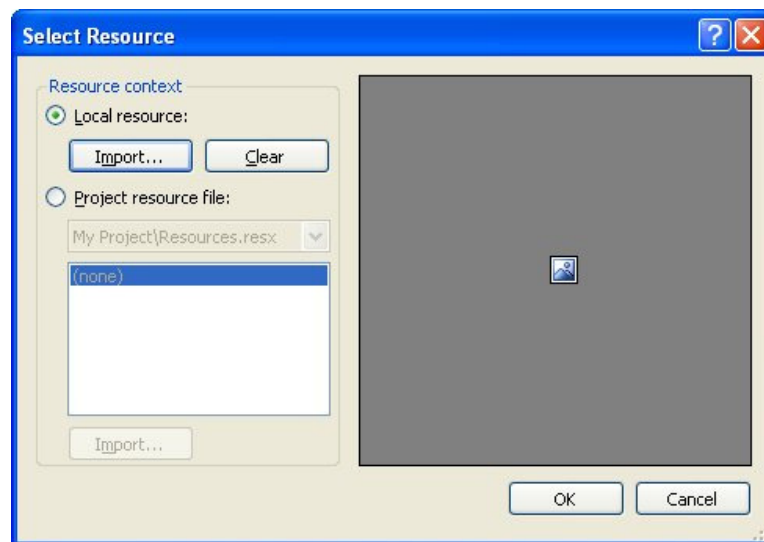 Select Resource
Resource context
Local resource:
Import... Clear
Project resource file:
My Project\Resources.resx
(none)
Import...
OK Cancel